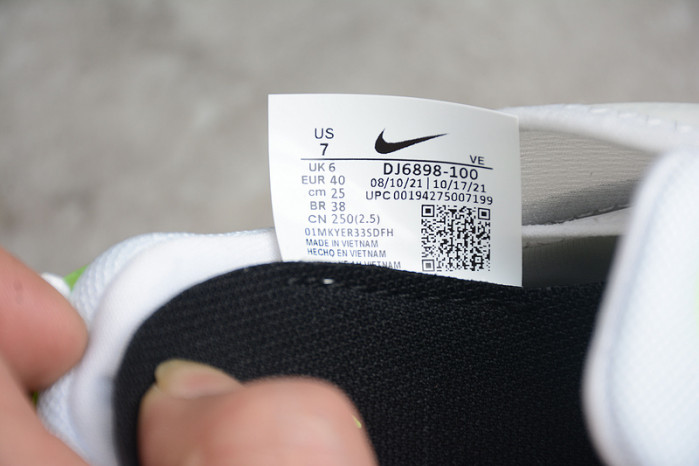 US
7
VE
UK 6
DJ6898-100
EUR 40
08/10/21 | 10/17/21
cm 25
UPC 00194275007199
BR 38
CN 250(2.5)
01MKYER33SDFH
MADE IN VIETNAM
HECHO EN VIETNAM
VIETNAM